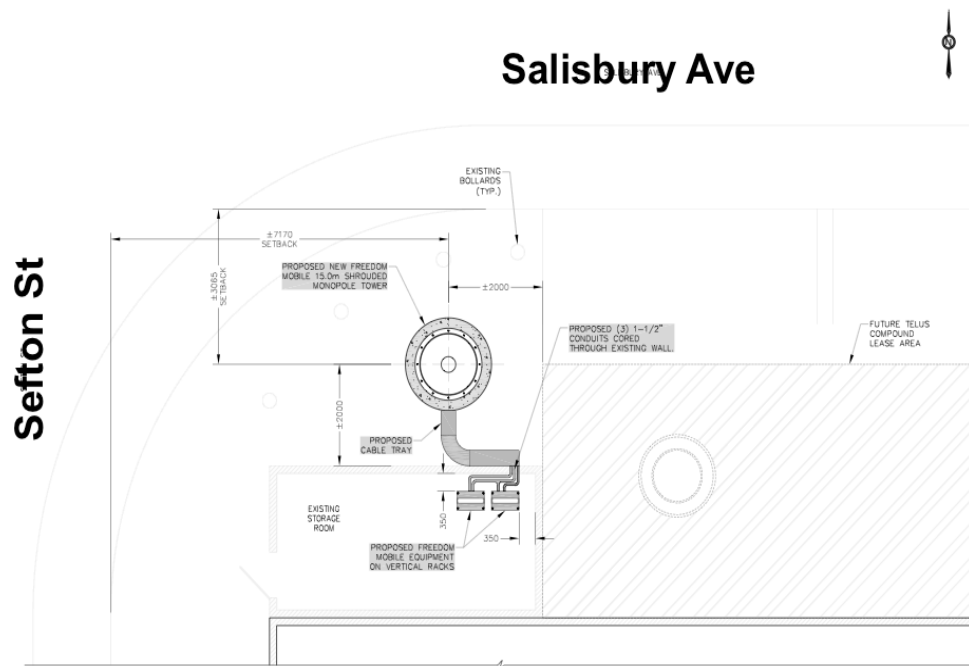 Salisbury Ave
SALISBURY AVE
N
EXISTING
BOLLARDS
(TYP.)
±7170
SETBACK
±3065
SETBACK
PROPOSED NEW FREEDOM
MOBILE 15.0m SHROUDED
MONOPOLE TOWER
±2000
Sefton St
PROPOSED (3) 1-1/2"
CONDUITS CORED
THROUGH EXISTING WALL.
FUTURE TELUS
COMPOUND
LEASE AREA
±2000
PROPOSED
CABLE TRAY
EXISTING
STORAGE
ROOM
350
350
PROPOSED FREEDOM
MOBILE EQUIPMENT
ON VERTICAL RACKS